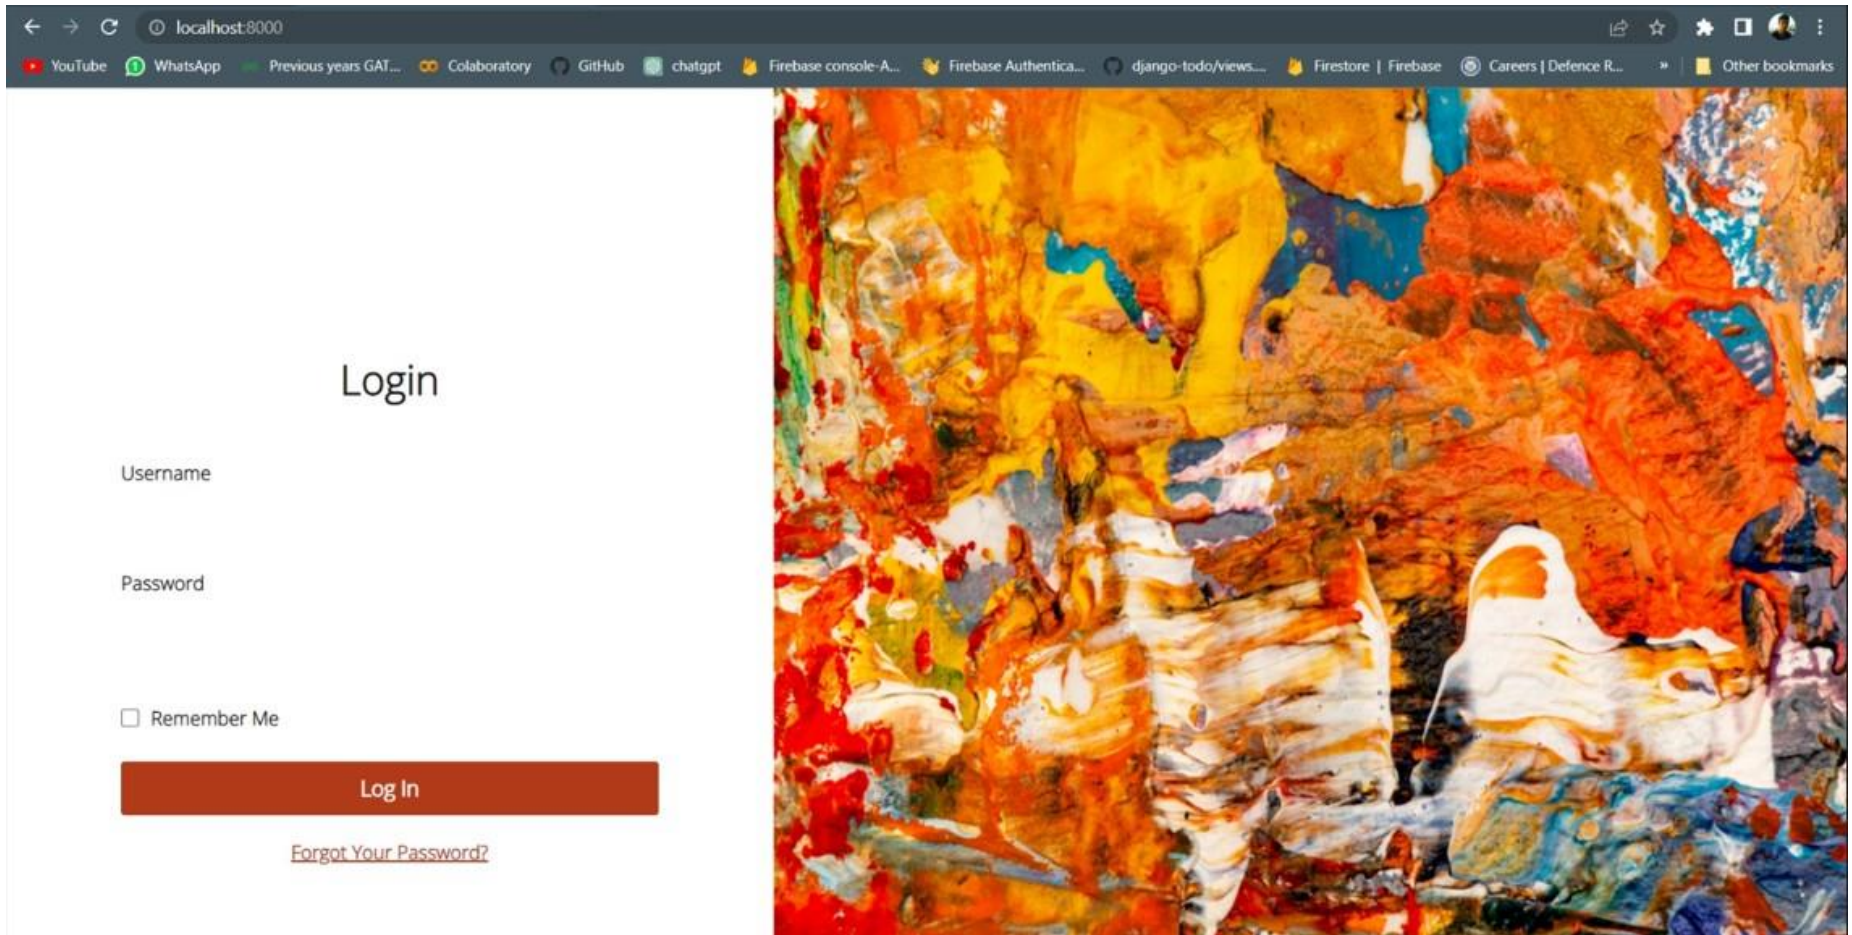 localhost:8000
YouTube WhatsApp Previous years GAT... Colaboratory GitHub chatgpt Firebase console-A... Firebase Authentica... django-todo/views.... Firestore | Firebase Careers | Defence R... » Other bookmarks
Login
Username
Password
Remember Me
Log In
Forgot Your Password?